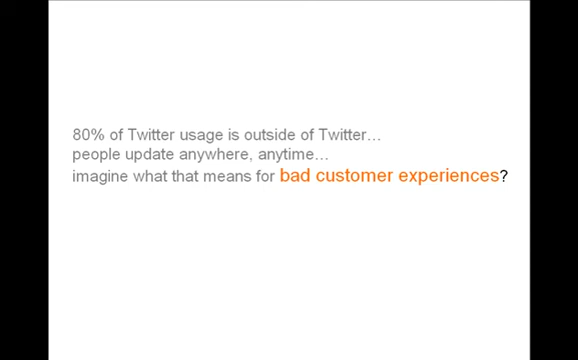 80% of Twitter usage is outside of Twitter…
people update anywhere, anytime…
imagine what that means for bad customer experiences?